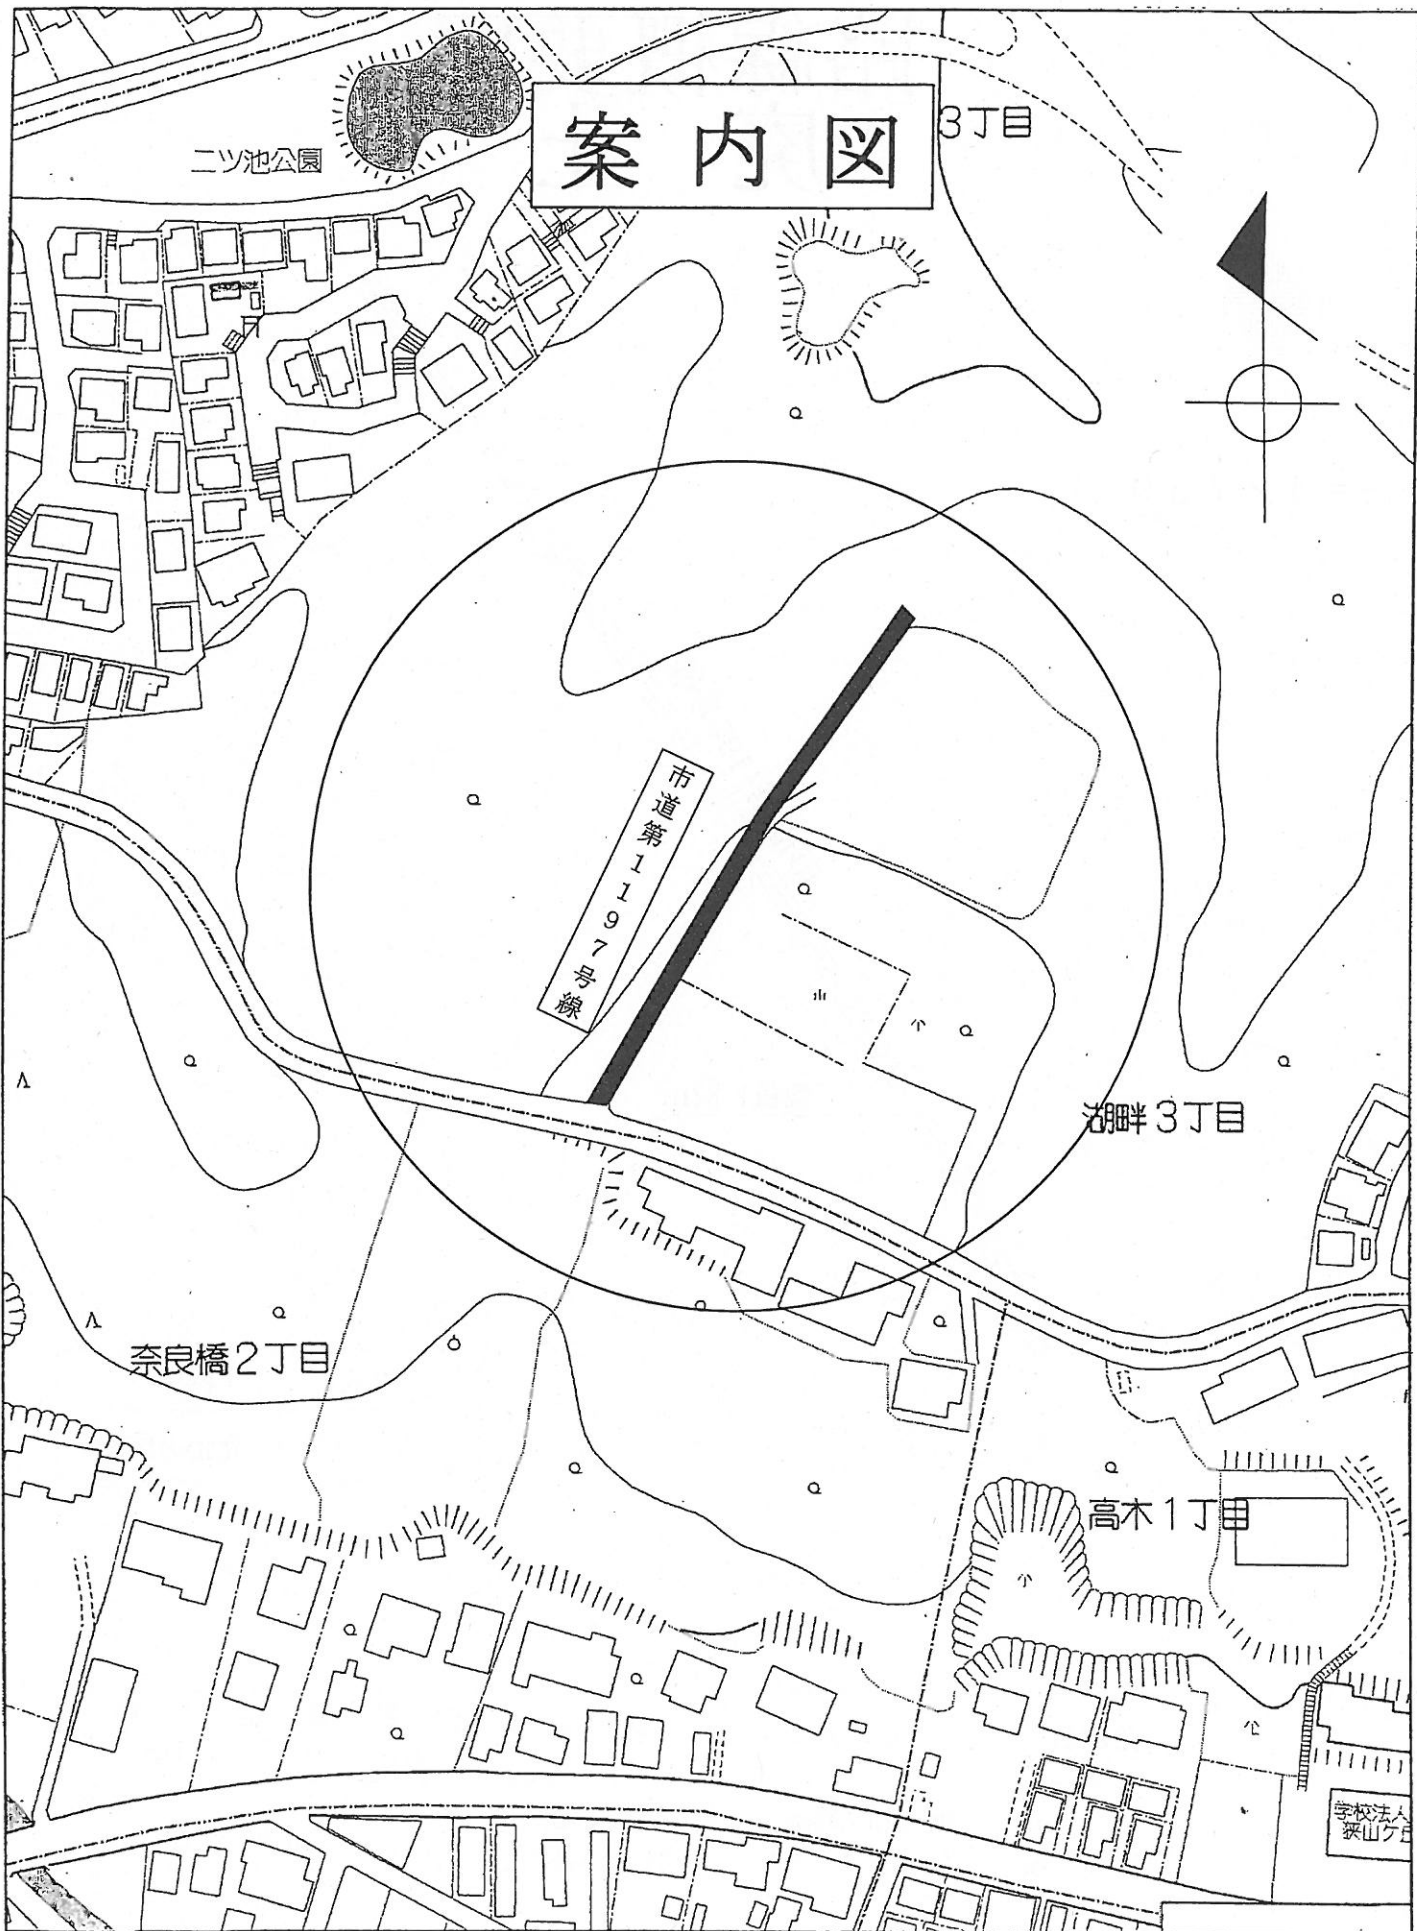 案内図
3丁目
二ツ池公園
市道第1197号線
湖畔3丁目
奈良橋2丁目
高木1丁目
学校法人
狭山ケ